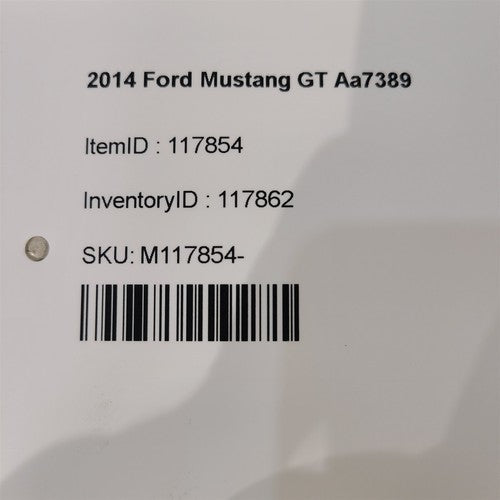 2014 Ford Mustang GT Aa7389
ItemID : 117854
InventoryID : 117862
SKU: M117854-